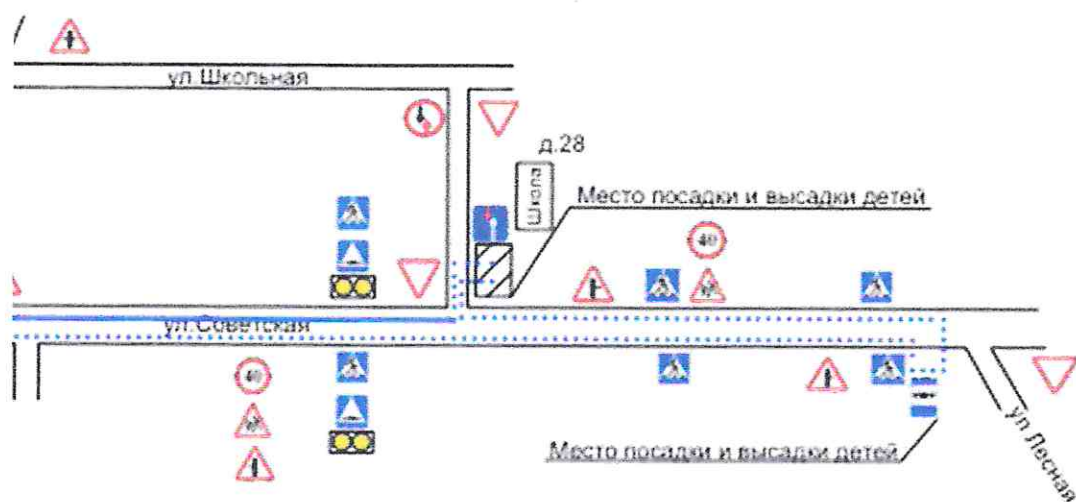 ул.Школьная
д.28
Школа
Место посадки и высадки детей
40
ул.Советская
40
Место посадки и высадки детей
ул.Лесная